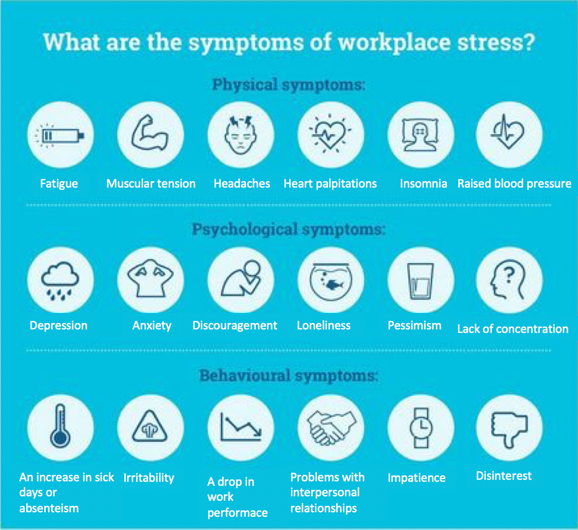 What are the symptoms of workplace stress?
Physical symptoms:
Fatigue
Muscular tension
Headaches
Heart palpitations
Insomnia
Raised blood pressure
Psychological symptoms:
Depression
Anxiety
Discouragement
Loneliness
Pessimism
Lack of concentration
?
Behavioural symptoms:
An increase in sick
days or
absenteism
Irritability
A drop in
work
performace
Problems with
interpersonal
relationships
Impatience
Disinterest